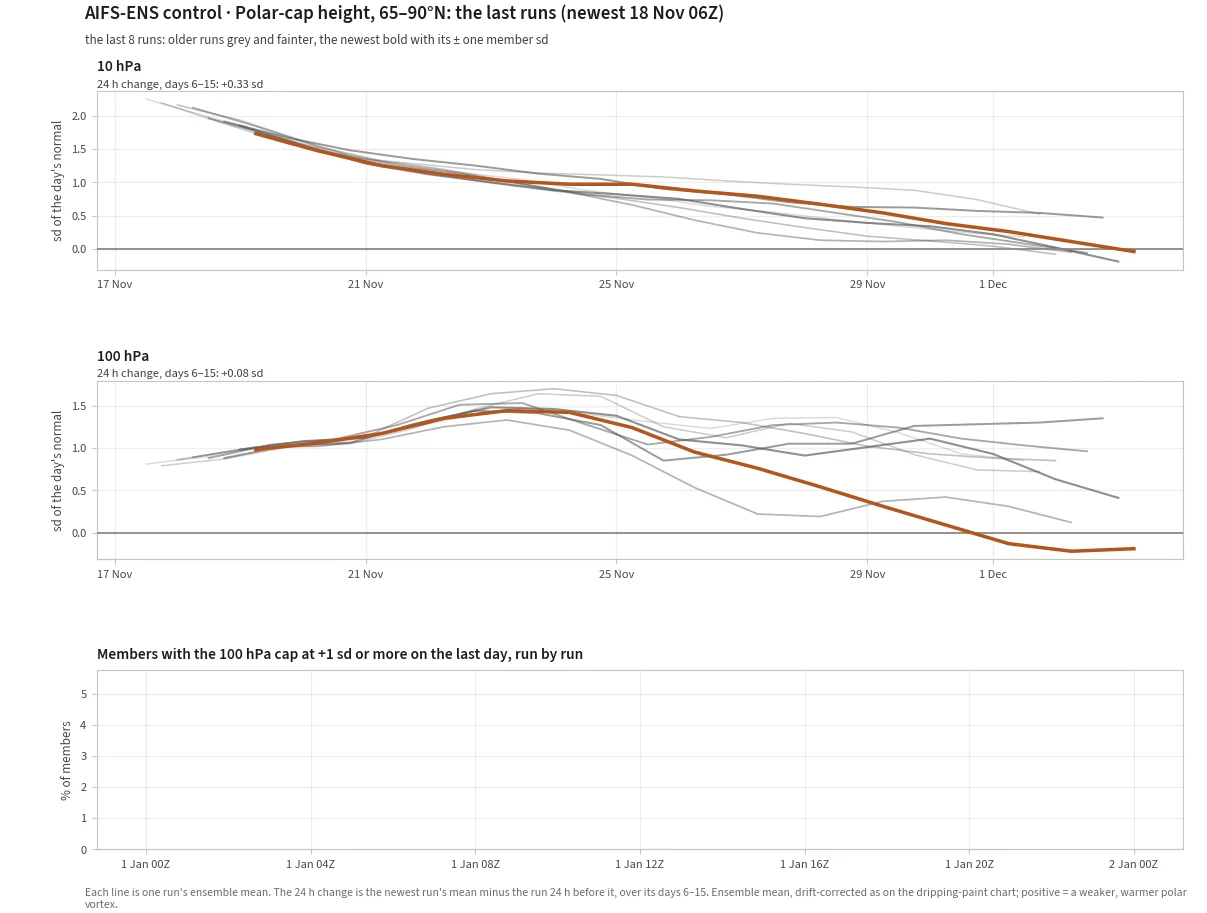 AIFS-ENS control · Polar-cap height, 65–90°N: the last runs (newest 18 Nov 06Z)
the last 8 runs: older runs grey and fainter, the newest bold with its ± one member sd
10 hPa
24 h change, days 6–15: +0.33 sd
sd of the day's normal
2.0
1.5
1.0
0.5
0.0
17 Nov
21 Nov
25 Nov
29 Nov
1 Dec
100 hPa
24 h change, days 6–15: +0.08 sd
sd of the day's normal
1.5
1.0
0.5
0.0
17 Nov
21 Nov
25 Nov
29 Nov
1 Dec
Members with the 100 hPa cap at +1 sd or more on the last day, run by run
% of members
5
4
3
2
1
0
1 Jan 00Z
1 Jan 04Z
1 Jan 08Z
1 Jan 12Z
1 Jan 16Z
1 Jan 20Z
2 Jan 00Z
Each line is one run's ensemble mean. The 24 h change is the newest run's mean minus the run 24 h before it, over its days 6–15. Ensemble mean, drift-corrected as on the dripping-paint chart; positive = a weaker, warmer polar
vortex.